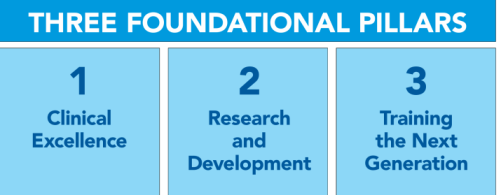 THREE FOUNDATIONAL PILLARS
1
Clinical
Excellence
2
Research
and
Development
3
Training
the Next
Generation